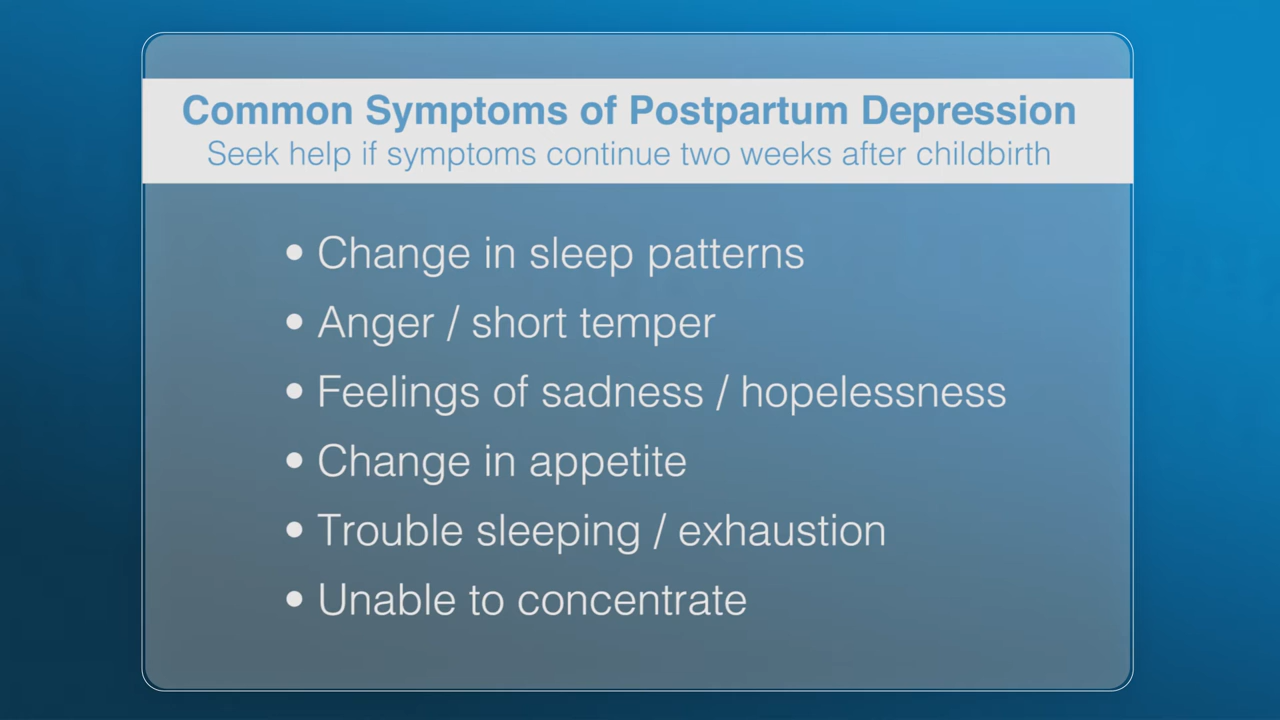 Common Symptoms of Postpartum Depression
Seek help if symptoms continue two weeks after childbirth
• Change in sleep patterns
• Anger / short temper
• Feelings of sadness / hopelessness
• Change in appetite
• Trouble sleeping / exhaustion
• Unable to concentrate